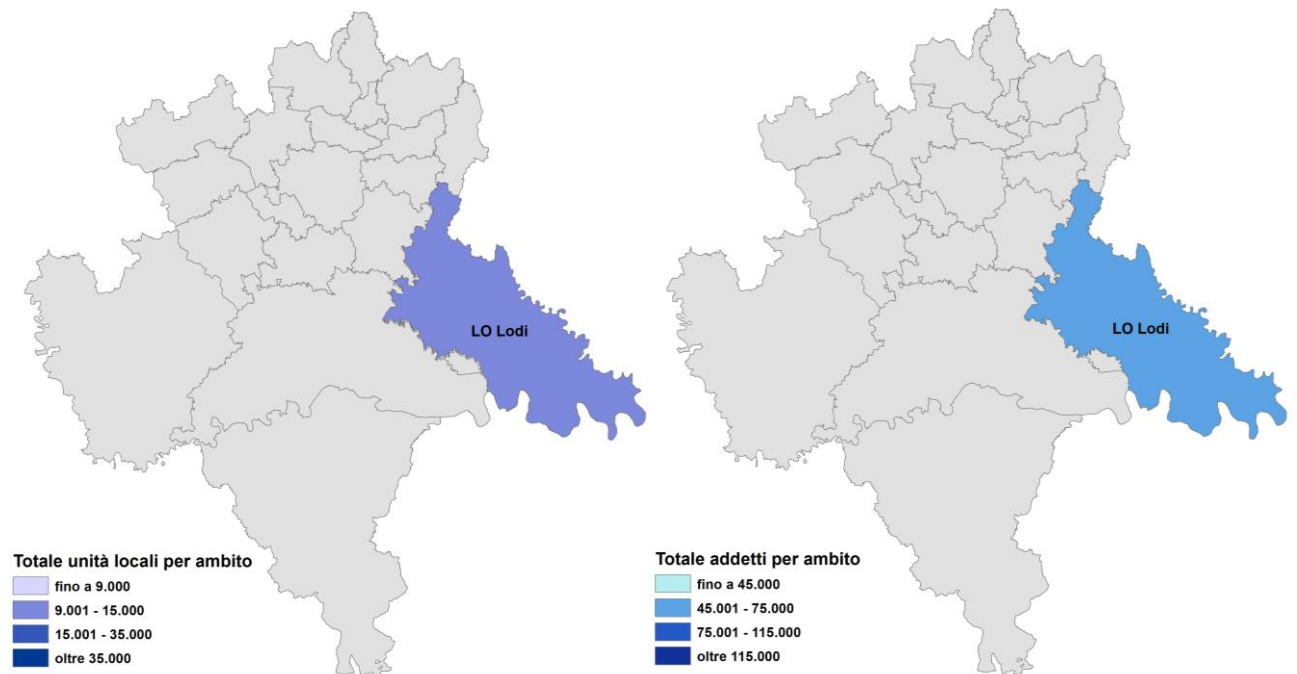 LO Lodi
Totale unità locali per ambito
fino a 9.000
9.001 - 15.000
15.001 - 35.000
oltre 35.000
LO Lodi
Totale addetti per ambito
fino a 45.000
45.001 - 75.000
75.001 - 115.000
oltre 115.000